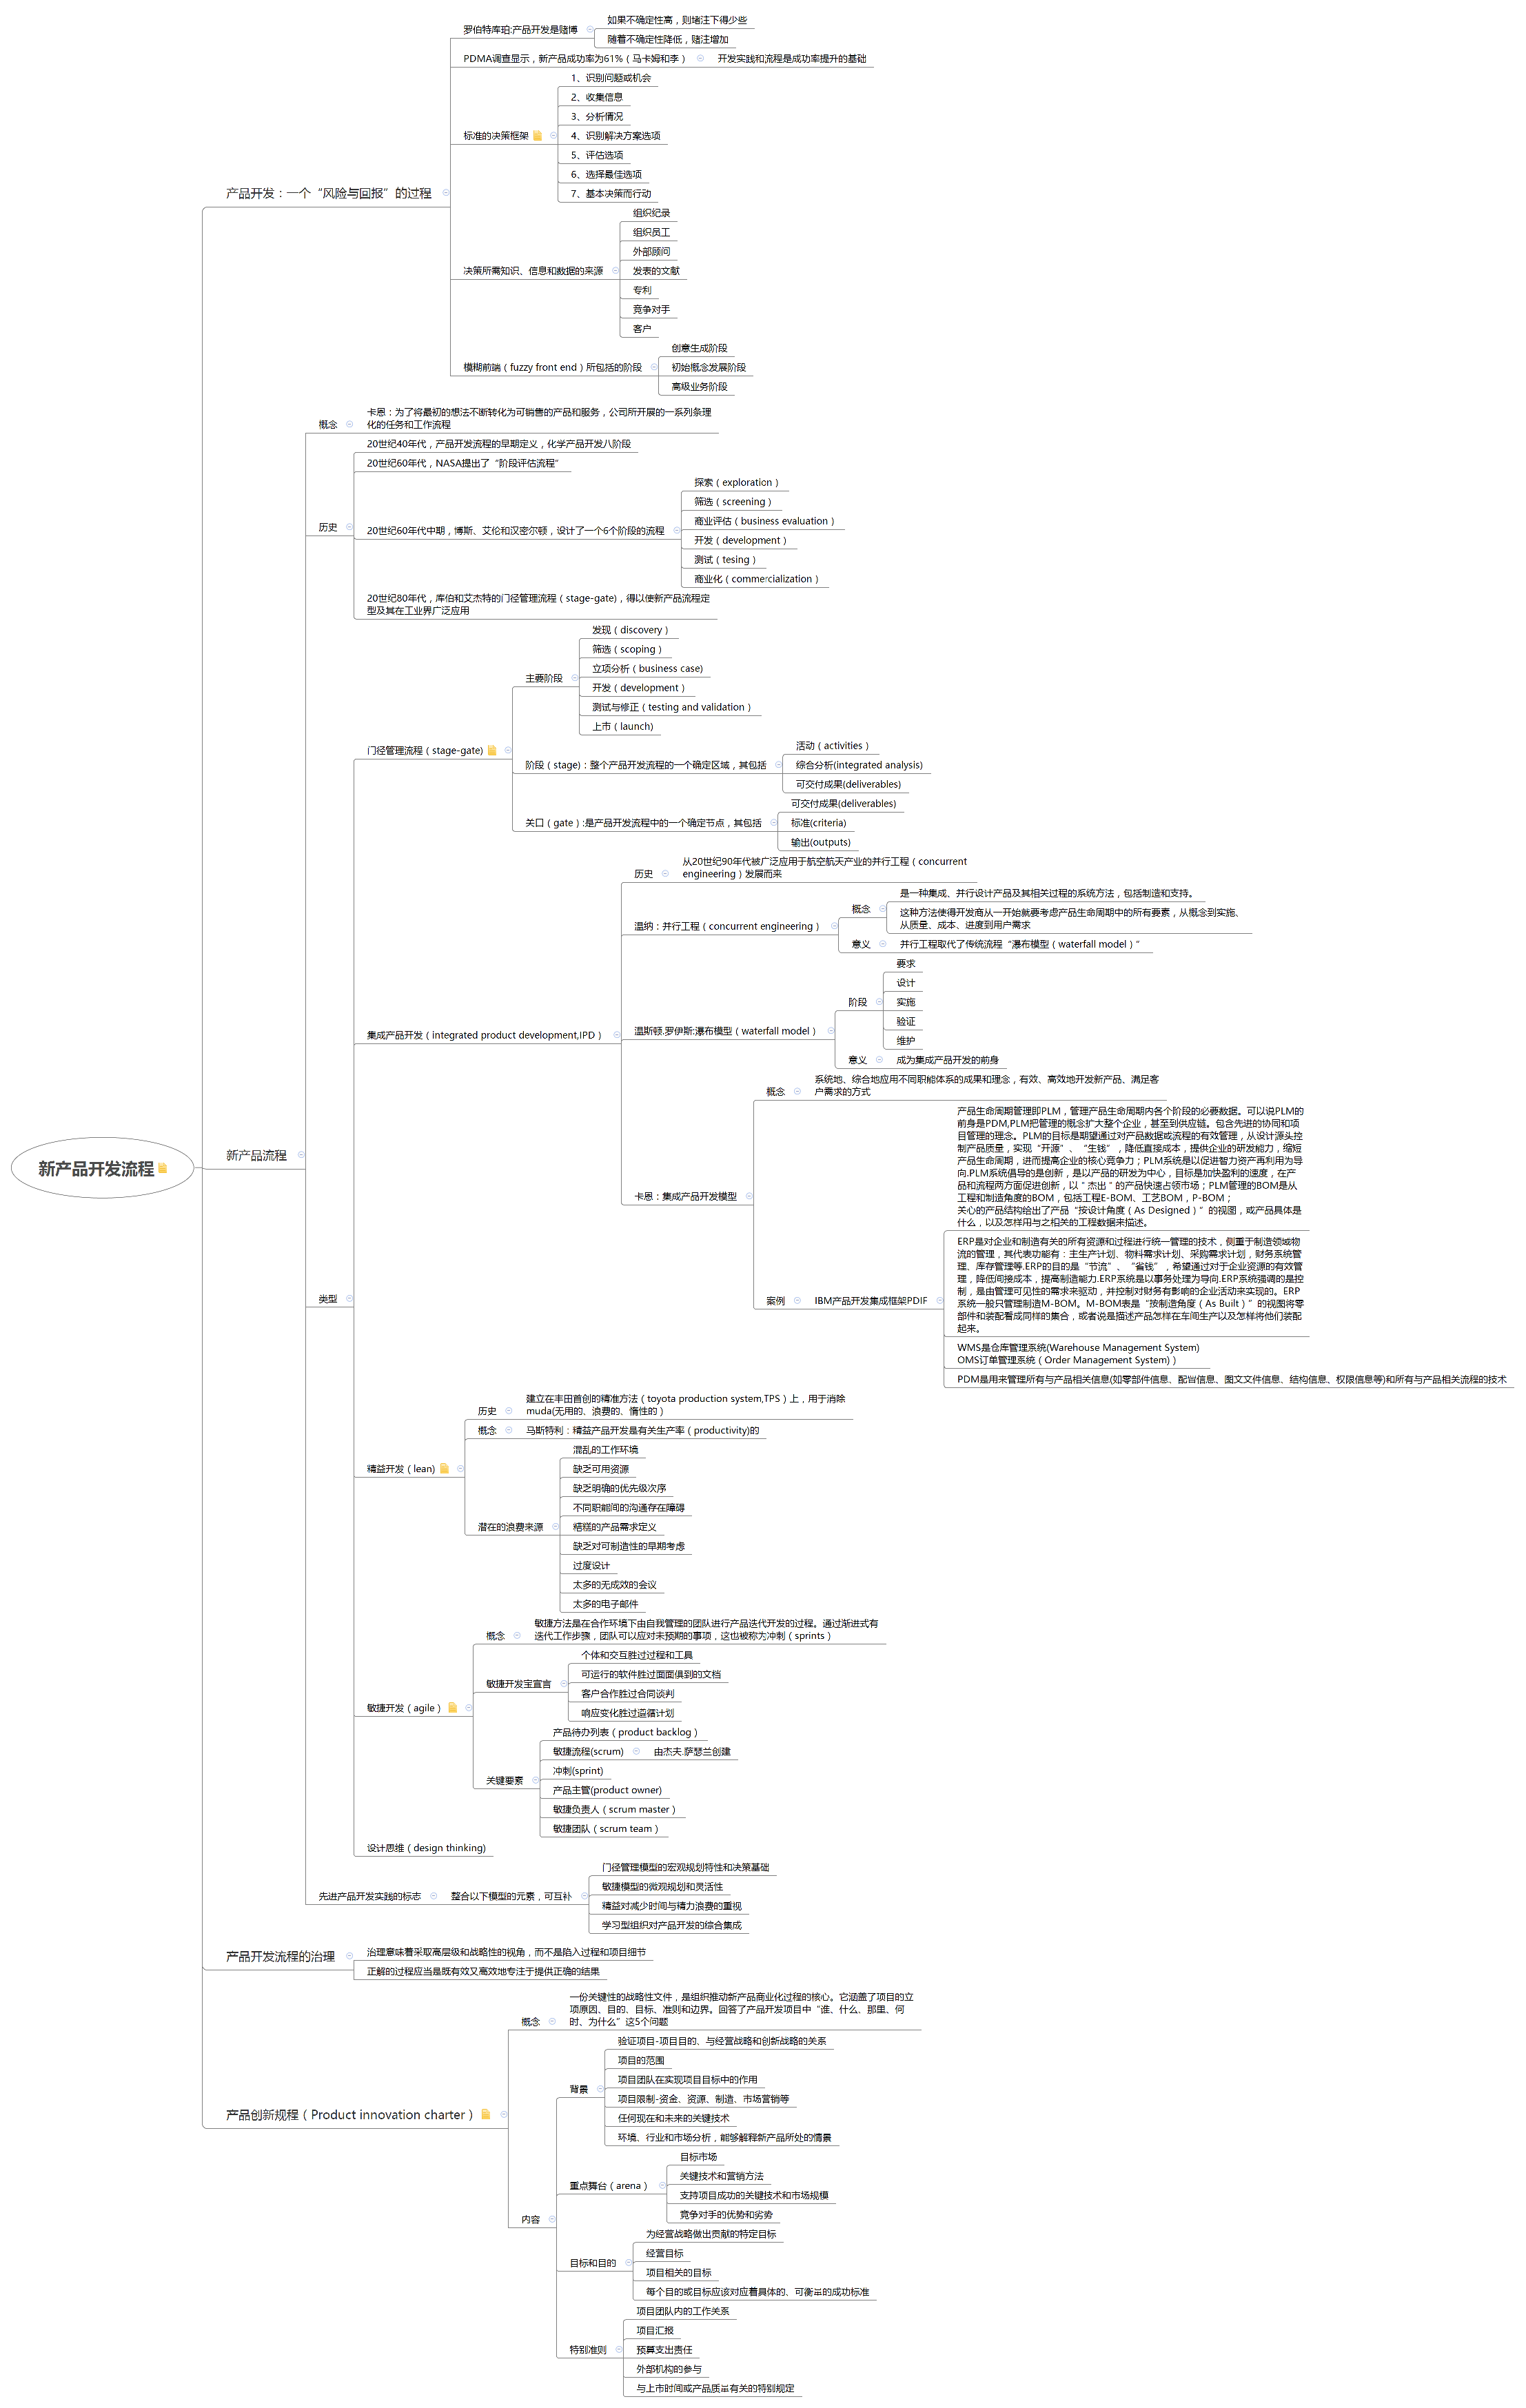 新产品开发流程
产品开发：一个“风险与回报”的过程
罗伯特库珀:产品开发是赌博
如果不确定性高，则堵注下得少些
随着不确定性降低，赌注增加
PDMA调查显示，新产品成功率为61%（马卡姆和李）
开发实践和流程是成功率提升的基础
标准的决策框架
1、识别问题或机会
2、收集信息
3、分析情况
4、识别解决方案选项
5、评估选项
6、选择最佳选项
7、基本决策而行动
决策所需知识、信息和数据的来源
组织纪录
组织员工
外部顾问
发表的文献
专利
竞争对手
客户
模糊前端（fuzzy front end）所包括的阶段
创意生成阶段
初始概念发展阶段
高级业务阶段
新产品流程
概念
卡恩：为了将最初的想法不断转化为可销售的产品和服务，公司所开展的一系列条理
化的任务和工作流程
历史
20世纪40年代，产品开发流程的早期定义，化学产品开发八阶段
20世纪60年代，NASA提出了“阶段评估流程”
20世纪60年代中期，博斯、艾伦和汉密尔顿，设计了一个6个阶段的流程
探索（exploration）
筛选（screening）
商业评估（business evaluation）
开发（development）
测试（tesing）
商业化（commercialization）
20世纪80年代，库伯和艾杰特的门径管理流程（stage-gate)，得以使新产品流程定
型及其在工业界广泛应用
类型
门径管理流程（stage-gate)
主要阶段
发现（discovery）
筛选（scoping）
立项分析（business case)
开发（development）
测试与修正（testing and validation）
上市（launch)
阶段（stage)：整个产品开发流程的一个确定区域，其包括
活动（activities）
综合分析(integrated analysis)
可交付成果(deliverables)
关口（gate）:是产品开发流程中的一个确定节点，其包括
可交付成果(deliverables)
标准(criteria)
输出(outputs)
集成产品开发（integrated product development,IPD）
历史
从20世纪90年代被广泛应用于航空航天产业的并行工程（concurrent
engineering）发展而来
温纳：并行工程（concurrent engineering）
概念
是一种集成、并行设计产品及其相关过程的系统方法，包括制造和支持。
这种方法使得开发商从一开始就要考虑产品生命周期中的所有要素，从概念到实施、
从质量、成本、进度到用户需求
意义
并行工程取代了传统流程“瀑布模型（waterfall model）”
温斯顿.罗伊斯:瀑布模型（waterfall model）
阶段
要求
设计
实施
验证
维护
意义
成为集成产品开发的前身
卡恩：集成产品开发模型
概念
系统地、综合地应用不同职能体系的成果和理念，有效、高效地开发新产品、满足客
户需求的方式
案例
IBM产品开发集成框架PDIF
产品生命周期管理即PLM，管理产品生命周期内各个阶段的必要数据。可以说PLM的
前身是PDM,PLM把管理的概念扩大整个企业，甚至到供应链。包含先进的协同和项
目管理的理念。PLM的目标是期望通过对产品数据或流程的有效管理，从设计源头控
制产品质量，实现“开源”、“生钱”，降低直接成本，提供企业的研发能力，缩短
产品生命周期，进而提高企业的核心竞争力；PLM系统是以促进智力资产再利用为导
向.PLM系统倡导的是创新，是以产品的研发为中心，目标是加快盈利的速度，在产
品和流程两方面促进创新，以＂杰出＂的产品快速占领市场；PLM管理的BOM是从
工程和制造角度的BOM，包括工程E-BOM、工艺BOM，P-BOM；
关心的产品结构给出了产品“按设计角度（As Designed）”的视图，或产品具体是
什么，以及怎样用与之相关的工程数据来描述。
ERP是对企业和制造有关的所有资源和过程进行统一管理的技术，侧重于制造领域物
流的管理，其代表功能有：主生产计划、物料需求计划、采购需求计划，财务系统管
理、库存管理等.ERP的目的是“节流”、“省钱”，希望通过对于企业资源的有效管
理，降低间接成本，提高制造能力.ERP系统是以事务处理为导向.ERP系统强调的是控
制，是由管理可见性的需求来驱动，并控制对财务有影响的企业活动来实现的。ERP
系统一般只管理制造M-BOM。M-BOM表是“按制造角度（As Built）”的视图将零
部件和装配看成同样的集合，或者说是描述产品怎样在车间生产以及怎样将他们装配
起来。
WMS是仓库管理系统(Warehouse Management System)
OMS订单管理系统（Order Management System)）
PDM是用来管理所有与产品相关信息(如零部件信息、配置信息、图文文件信息、结构信息、权限信息等)和所有与产品相关流程的技术
精益开发（lean)
历史
建立在丰田首创的精准方法（toyota production system,TPS）上，用于消除
muda(无用的、浪费的、惰性的）
概念
马斯特利：精益产品开发是有关生产率（productivity)的
潜在的浪费来源
混乱的工作环境
缺乏可用资源
缺乏明确的优先级次序
不同职能间的沟通存在障碍
糟糕的产品需求定义
缺乏对可制造性的早期考虑
过度设计
太多的无成效的会议
太多的电子邮件
敏捷开发（agile）
概念
敏捷方法是在合作环境下由自我管理的团队进行产品迭代开发的过程。通过渐进式有
迭代工作步骤，团队可以应对未预期的事项，这也被称为冲刺（sprints）
敏捷开发宝宣言
个体和交互胜过过程和工具
可运行的软件胜过面面俱到的文档
客户合作胜过合同谈判
响应变化胜过遵循计划
关键要素
产品待办列表（product backlog）
敏捷流程(scrum)
由杰夫.萨瑟兰创建
冲刺(sprint)
产品主管(product owner)
敏捷负责人（scrum master）
敏捷团队（scrum team）
设计思维（design thinking)
先进产品开发实践的标志
整合以下模型的元素，可互补
门径管理模型的宏观规划特性和决策基础
敏捷模型的微观规划和灵活性
精益对减少时间与精力浪费的重视
学习型组织对产品开发的综合集成
产品开发流程的治理
治理意味着采取高层级和战略性的视角，而不是陷入过程和项目细节
正解的过程应当是既有效又高效地专注于提供正确的结果
产品创新规程（Product innovation charter）
概念
一份关键性的战略性文件，是组织推动新产品商业化过程的核心。它涵盖了项目的立
项原因、目的、目标、准则和边界。回答了产品开发项目中“谁、什么、那里、何
时、为什么”这5个问题
内容
背景
验证项目-项目目的、与经营战略和创新战略的关系
项目的范围
项目团队在实现项目目标中的作用
项目限制-资金、资源、制造、市场营销等
任何现在和未来的关键技术
环境、行业和市场分析，能够解释新产品所处的情景
重点舞台（arena）
目标市场
关键技术和营销方法
支持项目成功的关键技术和市场规模
竟争对手的优势和劣势
目标和目的
为经营战略做出贡献的特定目标
经营目标
项目相关的目标
每个目的或目标应该对应着具体的、可衡量的成功标准
特别准则
项目团队内的工作关系
项目汇报
预算支出责任
外部机构的参与
与上市时间或产品质量有关的特别规定